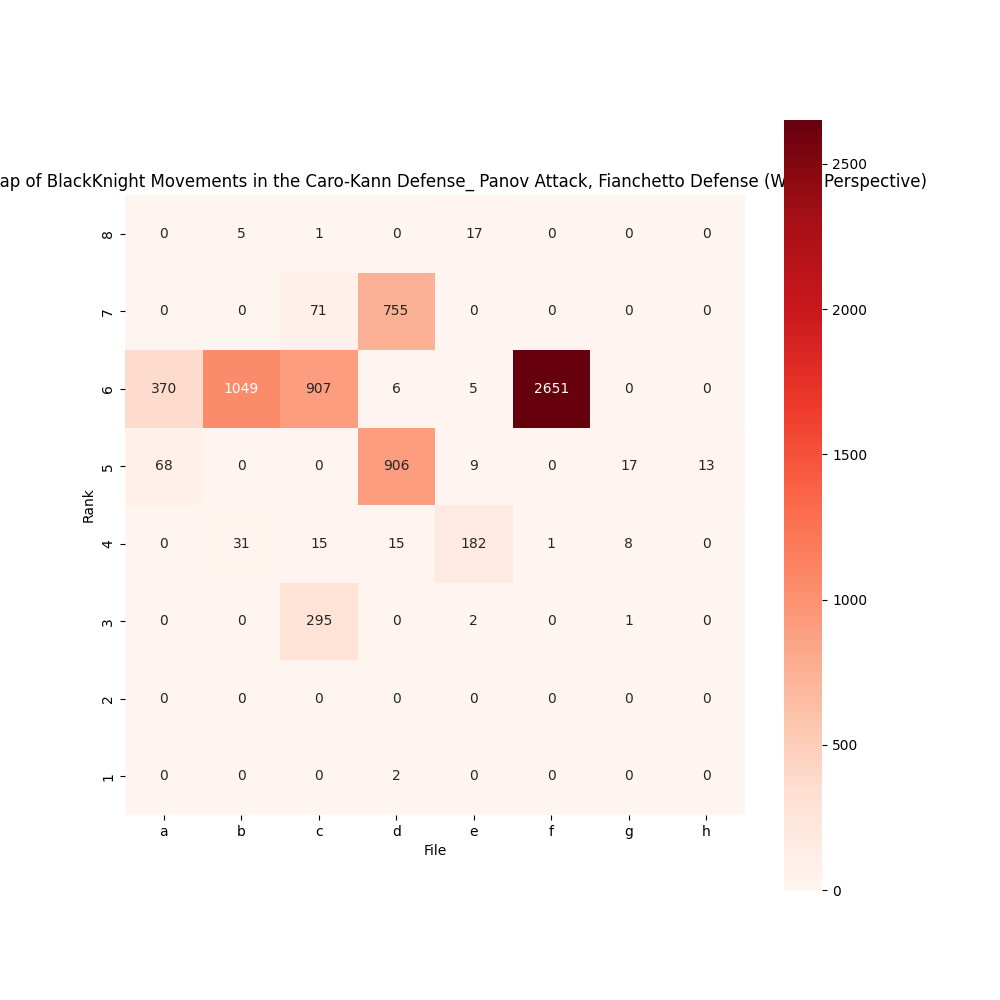 ap of BlackKnight Movements in the Caro-Kann Defense_ Panov Attack, Fianchetto Defense (W Perspective)
2500
2000
1500
1000
500
0
Rank
8 0 5 1 0 17 0 0 0
7 0 0 71 755 0 0 0 0
6 370 1049 907 6 5 2651 0 0
5 68 0 0 906 9 0 17 13
4 0 31 15 15 182 1 8 0
3 0 0 295 0 2 0 1 0
2 0 0 0 0 0 0 0 0
1 0 0 0 2 0 0 0 0
a b c d e f g h
File